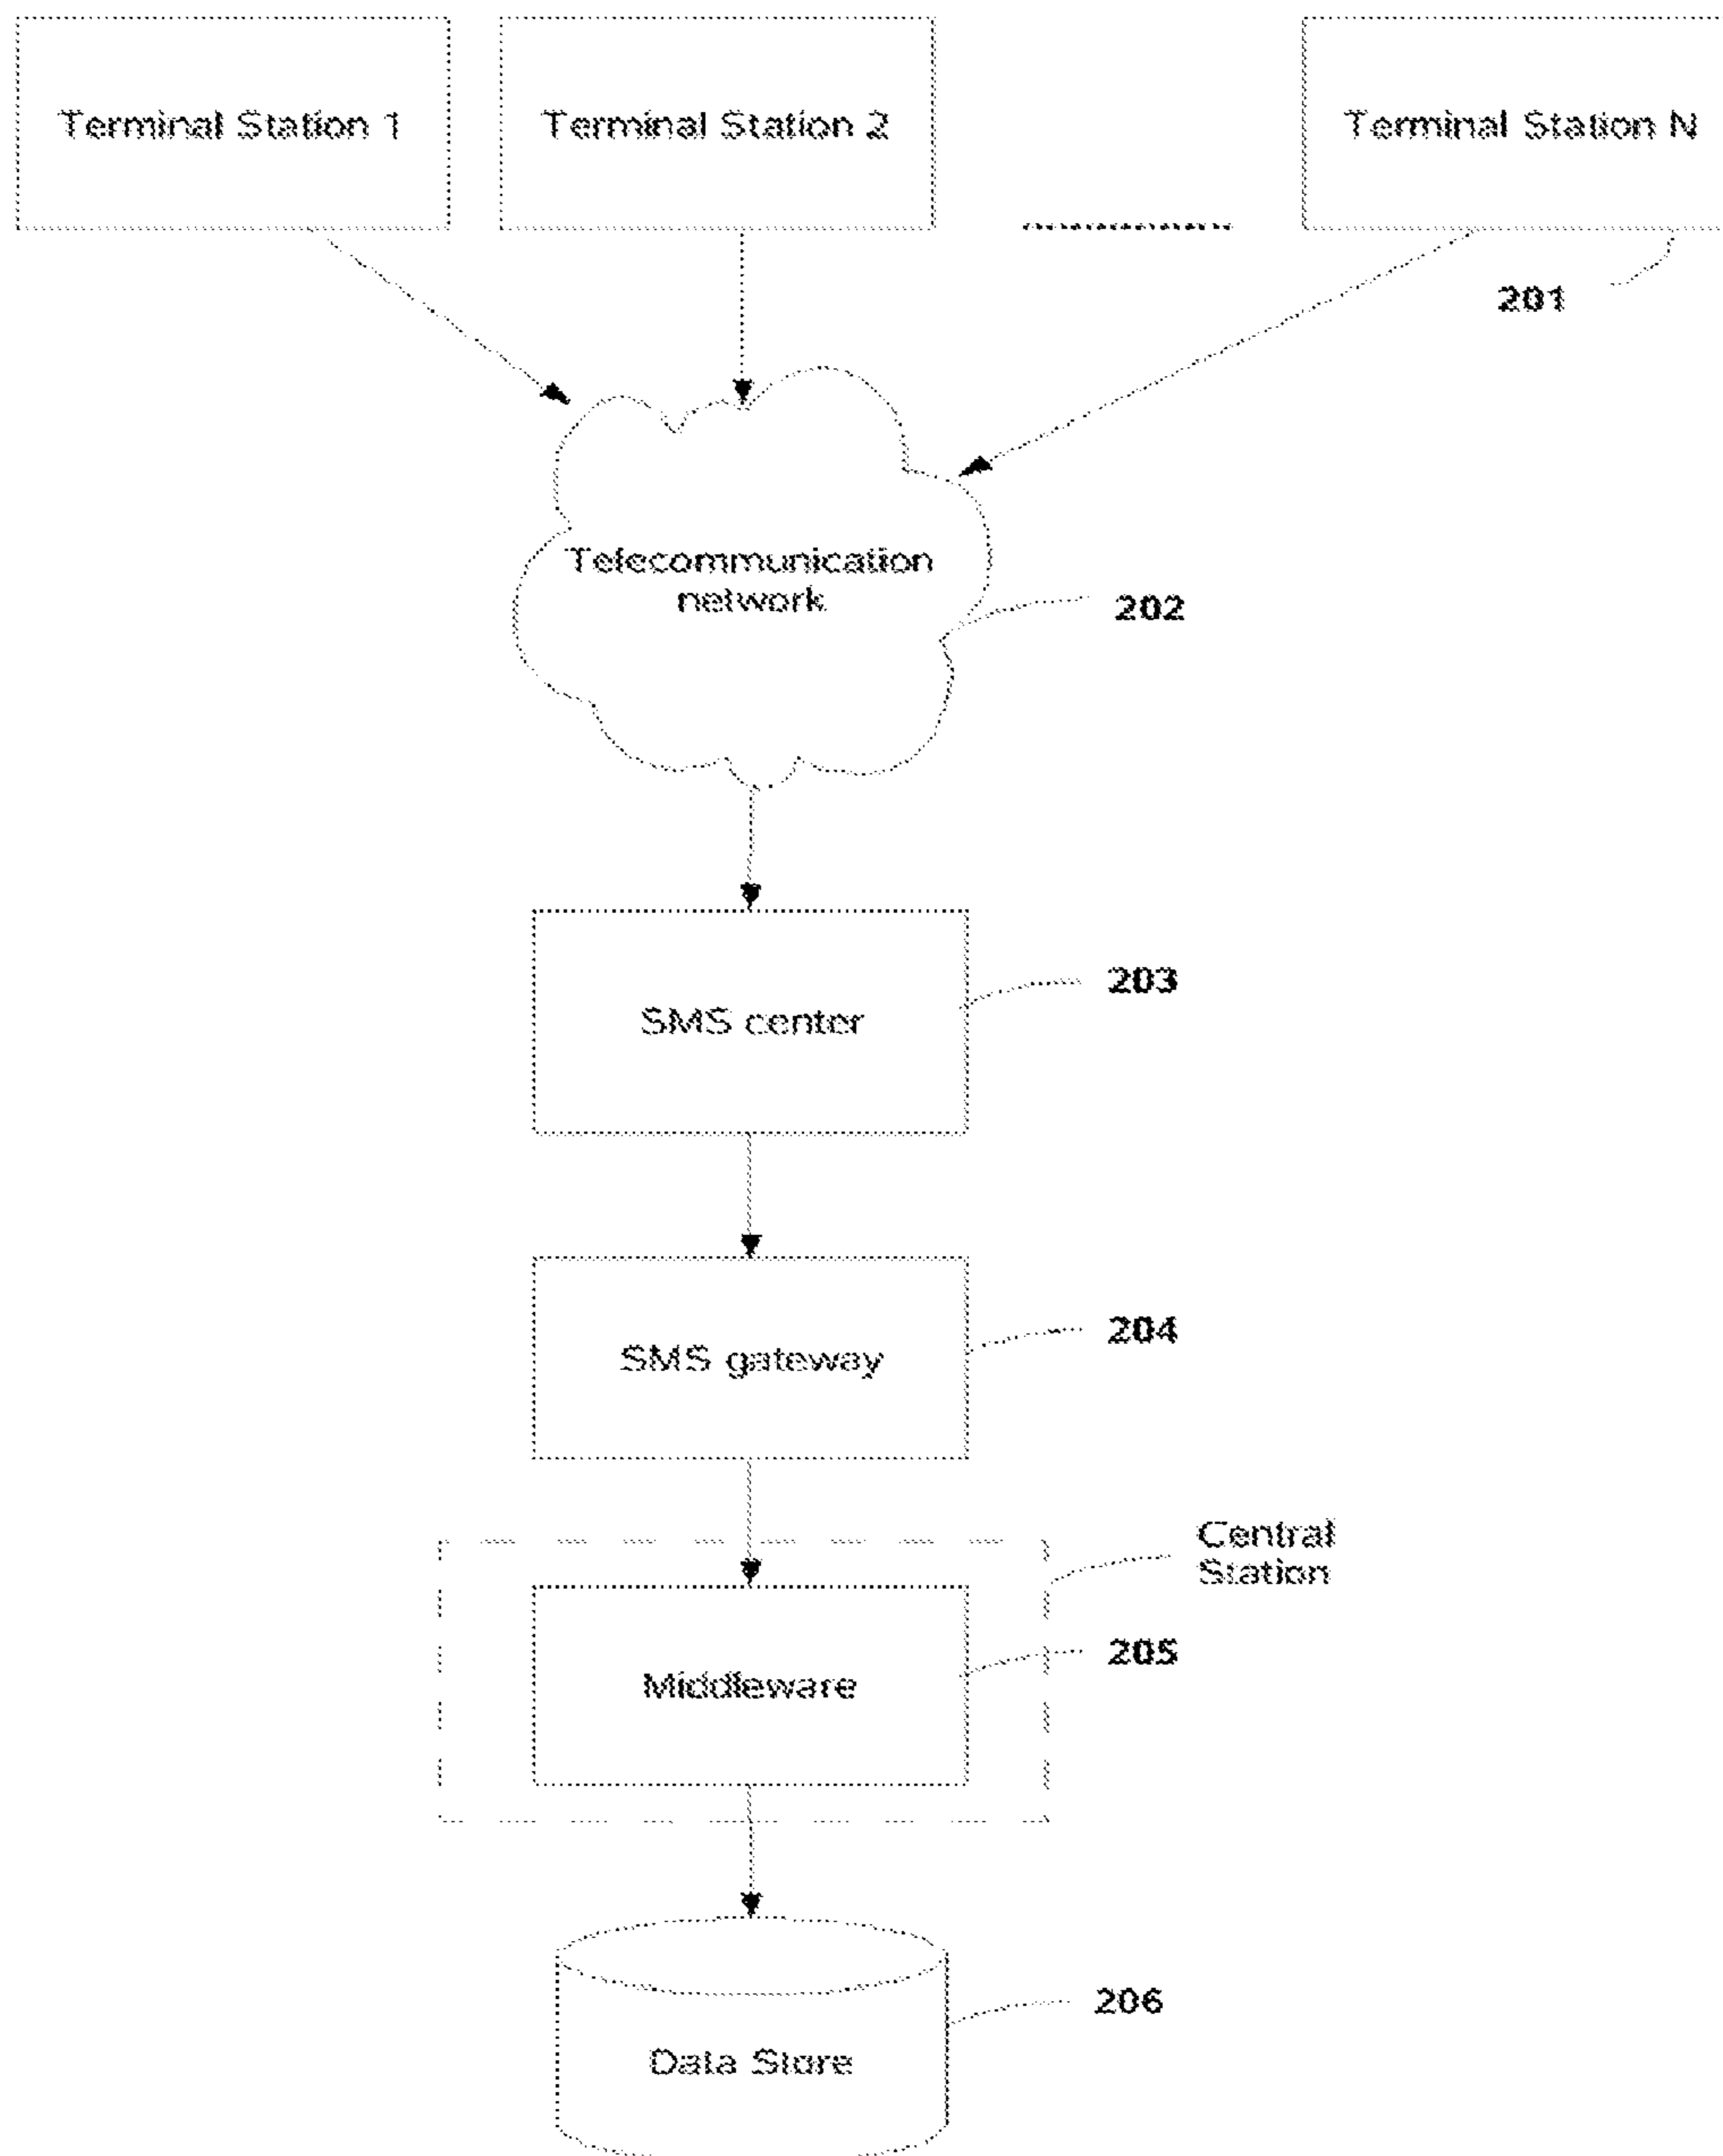 Terminal Station 1
Terminal Station 2
Terminal Station N
201
Telecommunication
network
202
203
SMS center
204
SMS gateway
Central
Station
205
Middleware
206
Data Store